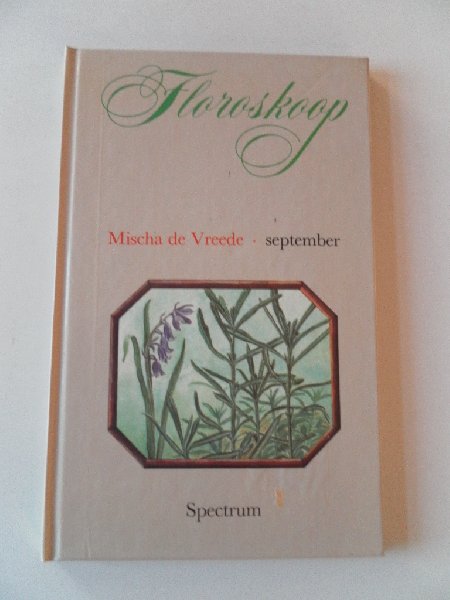 Floroskoop
Mischa de Vreede · september
Spectrum